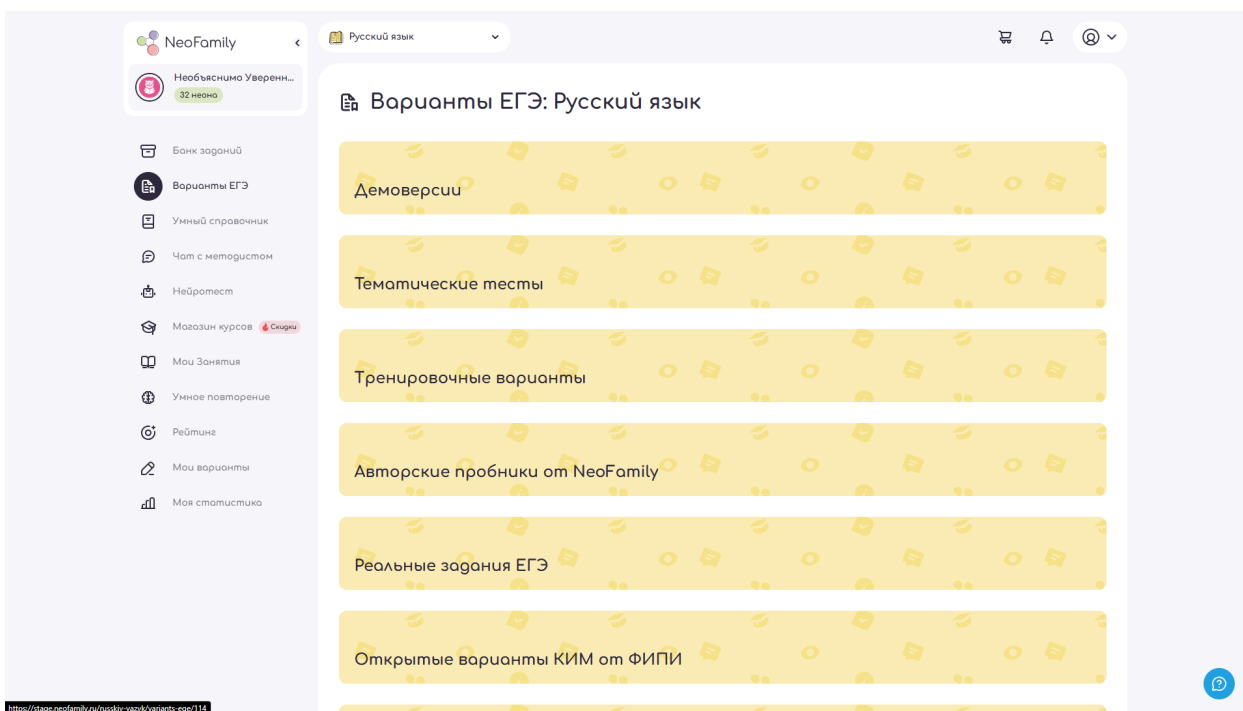 NeoFamily
Русский язык
Необъяснимо Уверенн...
32 неона
Варианты ЕГЭ: Русский язык
Банк заданий
Варианты ЕГЭ
Умный справочник
Чат с методистом
Нейротест
Магазин курсов Скидки
Мои Занятия
Умное повторение
Рейтинг
Мои варианты
Моя статистика
Демоверсии
Тематические тесты
Тренировочные варианты
Авторские пробники от NeoFamily
Реальные задания ЕГЭ
Открытые варианты КИМ от ФИПИ
https://stage.neofamily.ru/russkiy-yazyk/variants-ege/114